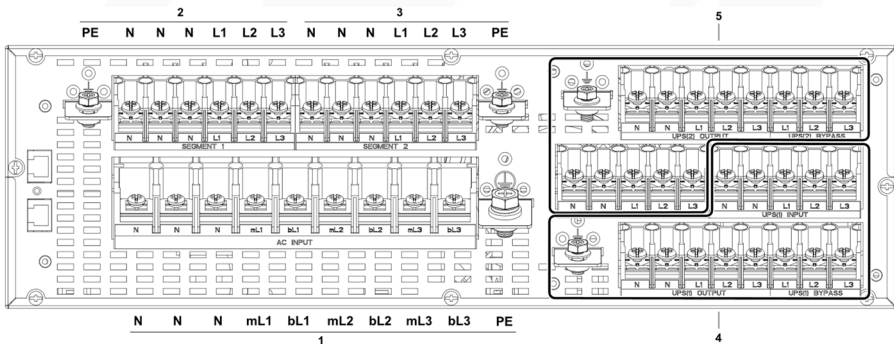 2 3 5
PE N N N L1 L2 L3 N N N L1 L2 L3 PE
N N N L1 L2 L3 N N N L1 L2 L3
SEGMENT 1 SEGMENT 2
N N L1 L2 L3 L1 L2 L3
UPS(2) OUTPUT UPS(2) BYPASS
N N L1 L2 L3 N N L1 L2 L3
UPS(1) INPUT
N N N mL1 bL1 mL2 bL2 mL3 bL3
AC INPUT
N N L1 L2 L3 L1 L2 L3
UPS(1) OUTPUT UPS(1) BYPASS
N N N mL1 bL1 mL2 bL2 mL3 bL3 PE
1 4